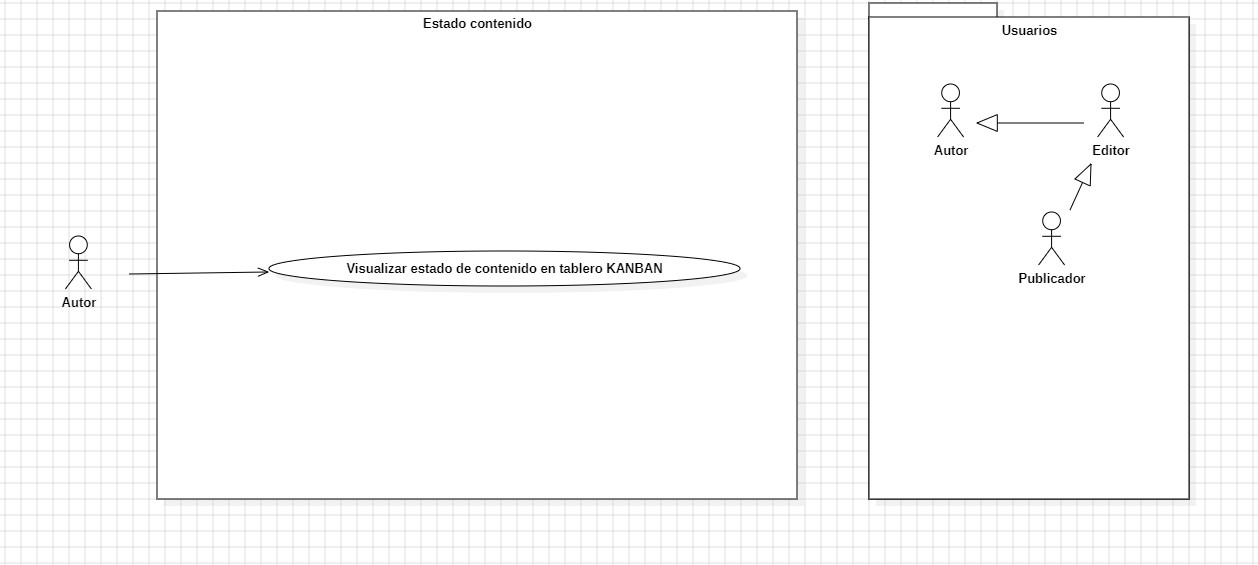 Estado contenido
Autor
Visualizar estado de contenido en tablero KANBAN
Usuarios
Autor
Editor
Publicador